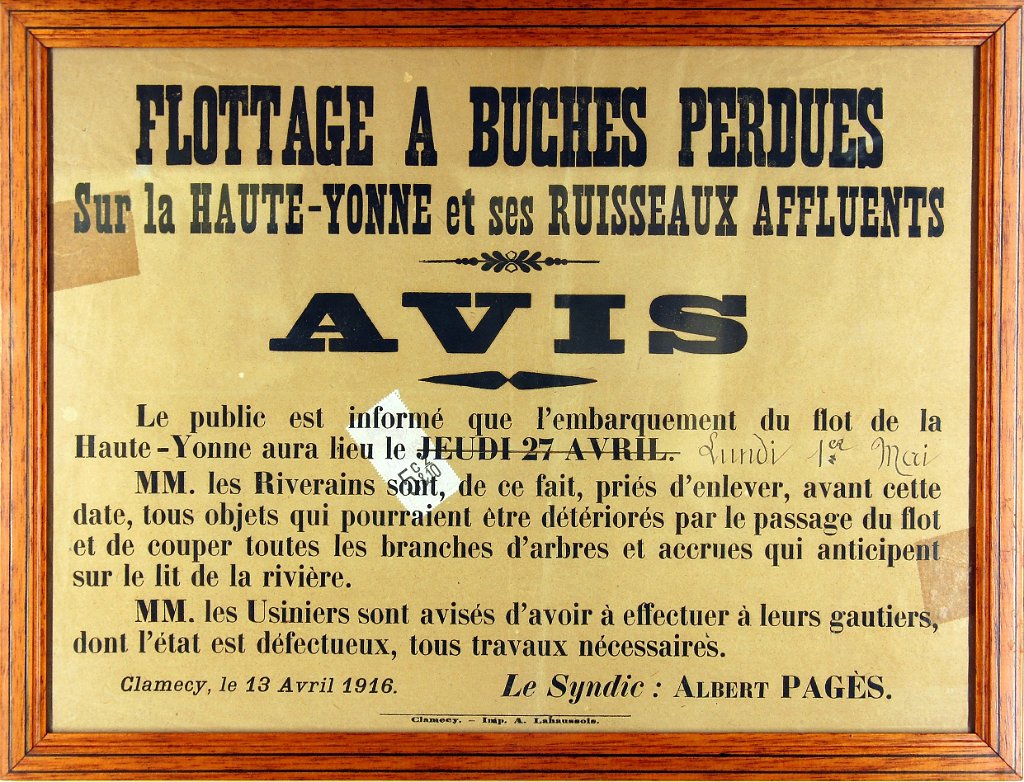 FLOTTAGE A BUCHES PERDUES
Sur la HAUTE-YONNE et ses RUISSEAUX AFFLUENTS
AVIS
Le public est informé que l'embarquement du flot de la
Haute-Yonne aura lieu le JEUDI 27 AVRIL. Lundi 1er Mai
MM. les Riverains sont, de ce fait, priés d'enlever, avant cette
date, tous objets qui pourraient être détériorés par le passage du flot
et de couper toutes les branches d'arbres et accrues qui anticipent
sur le lit de la rivière.
MM. les Usiniers sont avisés d'avoir à effectuer à leurs gautiers,
dont l'état est défectueux, tous travaux nécessaires.
Clamecy, le 13 Avril 1916. Le Syndic : ALBERT PAGÈS.
Clamecy. – Imp. A. Lahaussois.